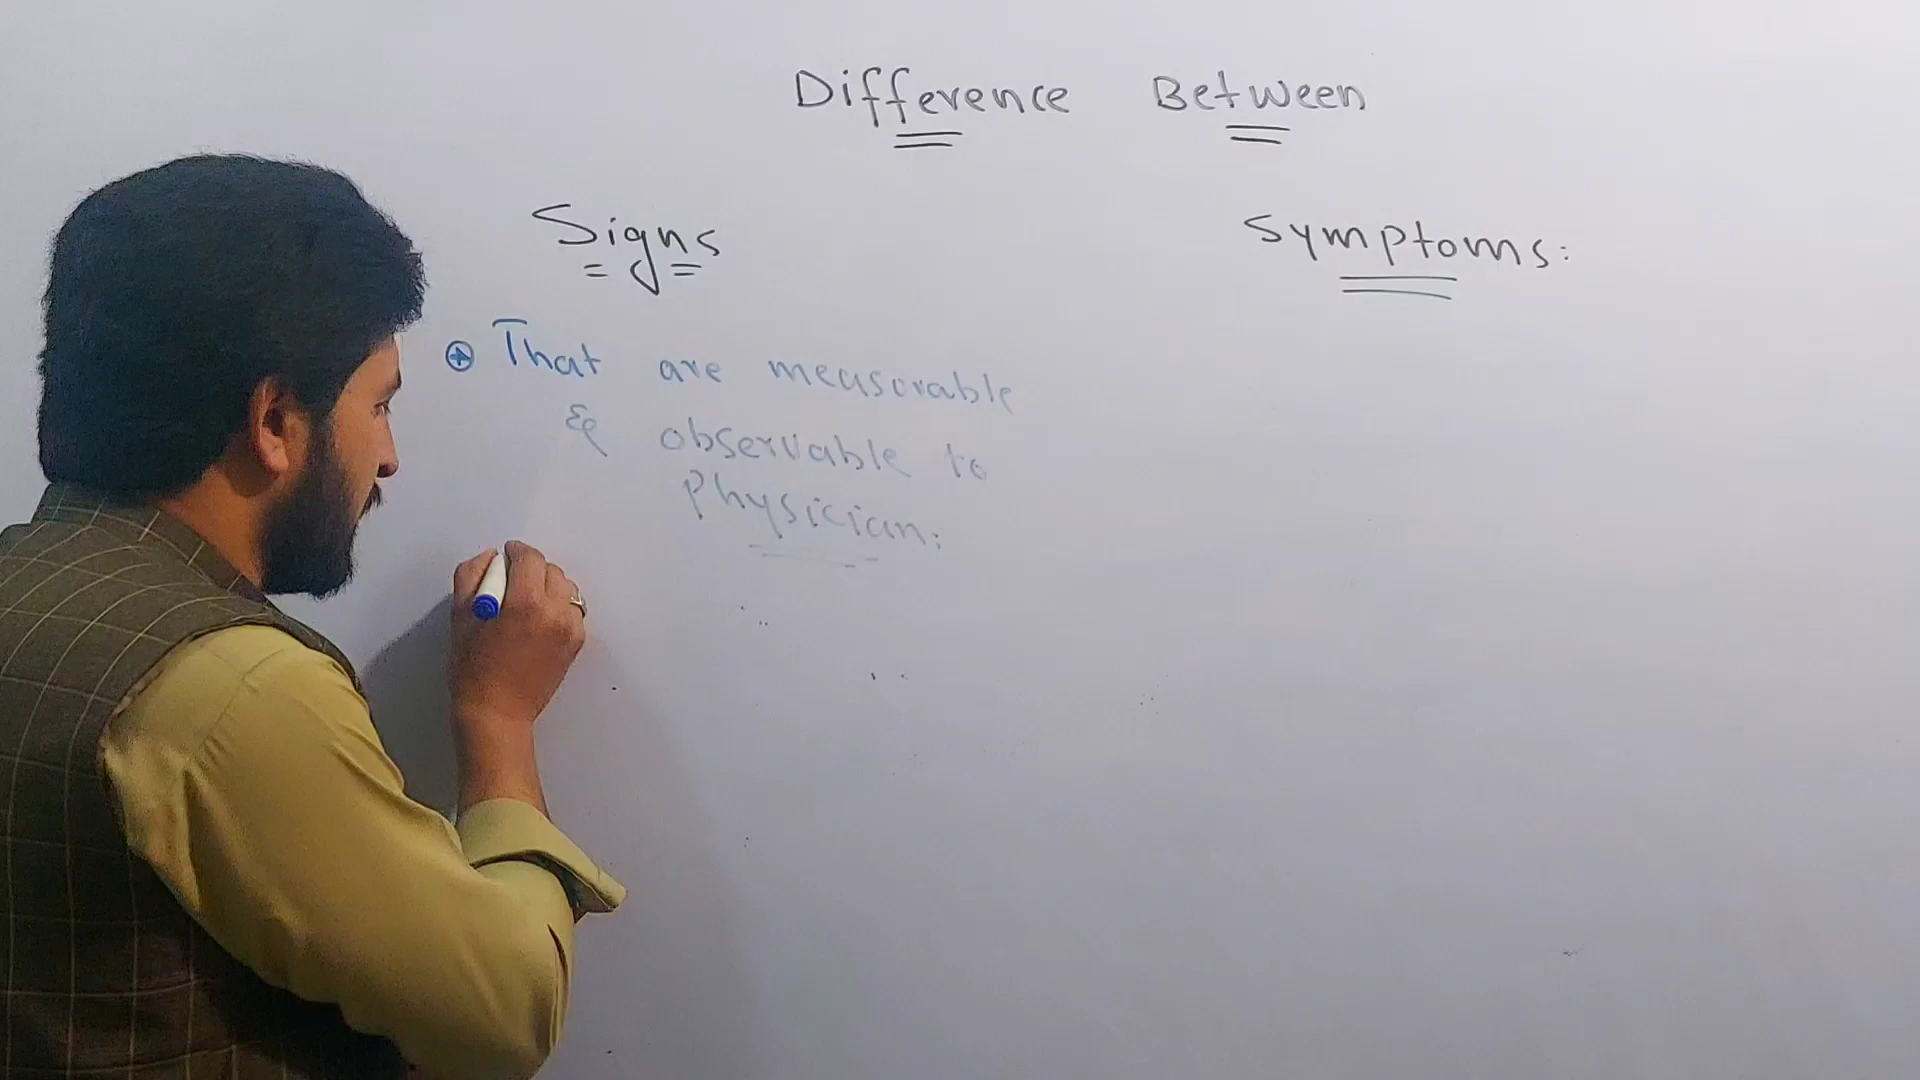 Difference Between
Signs
Symptoms:
That are measurable
& observable to
Physician: